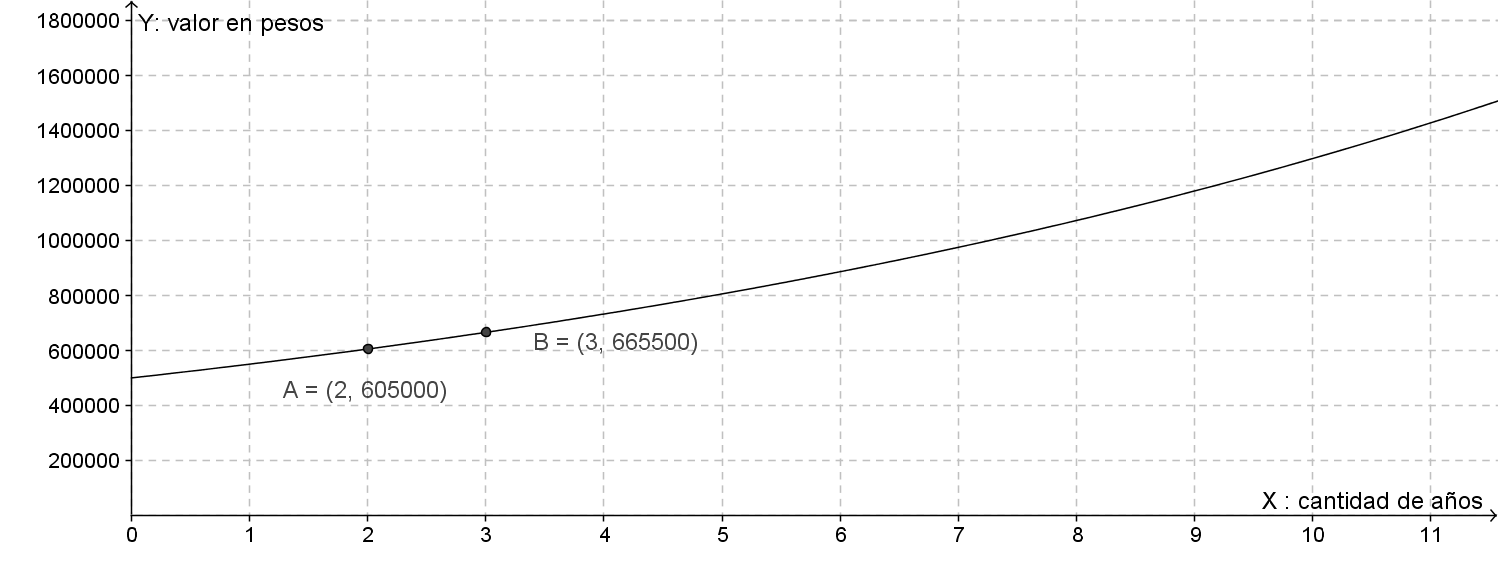 Y: valor en pesos
1800000
1600000
1400000
1200000
1000000
800000
600000
400000
200000
A = (2, 605000)
B = (3, 665500)
X : cantidad de años
0 1 2 3 4 5 6 7 8 9 10 11